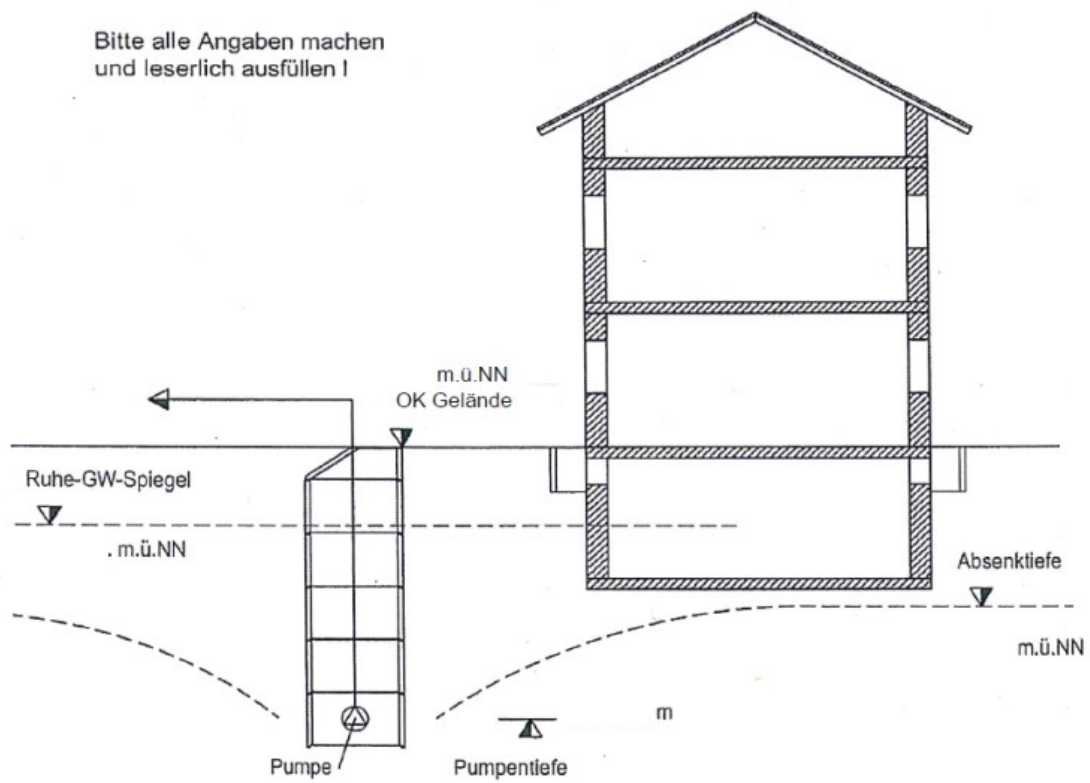 Bitte alle Angaben machen
und leserlich ausfüllen !
m.ü.NN
OK Gelände
Ruhe-GW-Spiegel
. m.ü.NN
Absenktiefe
m.ü.NN
m
Pumpe
Pumpentiefe